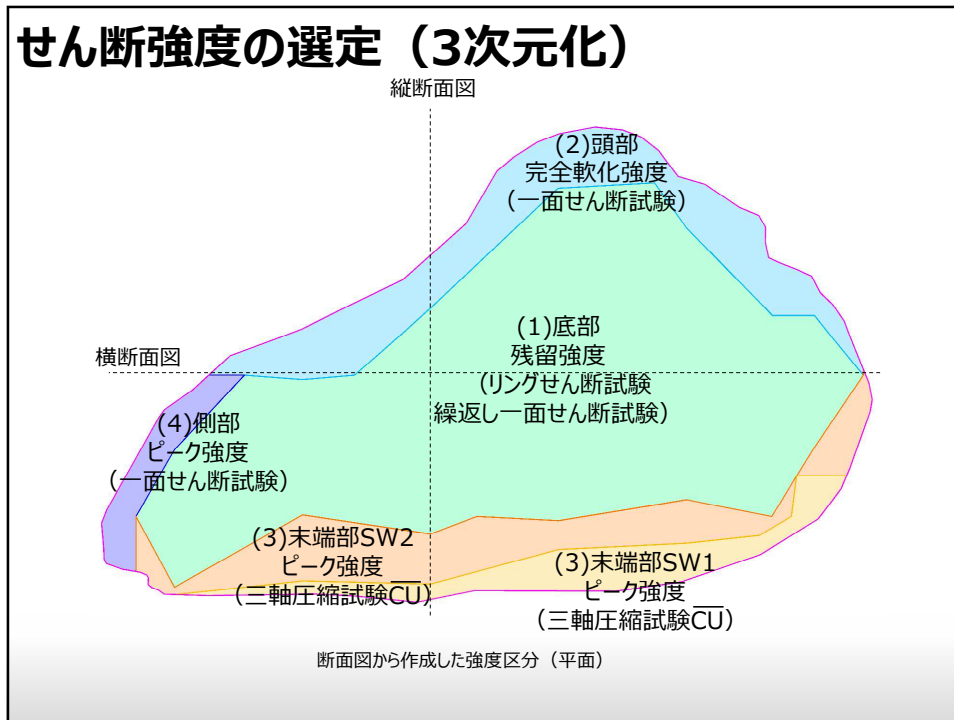 せん断強度の選定（3次元化）
縦断面図
(2)頭部
完全軟化強度
（一面せん断試験）
(1)底部
残留強度
（リングせん断試験
繰返し一面せん断試験）
横断面図
(4)側部
ピーク強度
（一面せん断試験）
(3)末端部SW2
ピーク強度
（三軸圧縮試験C̅U̅）
(3)末端部SW1
ピーク強度
（三軸圧縮試験C̅U̅）
断面図から作成した強度区分（平面）